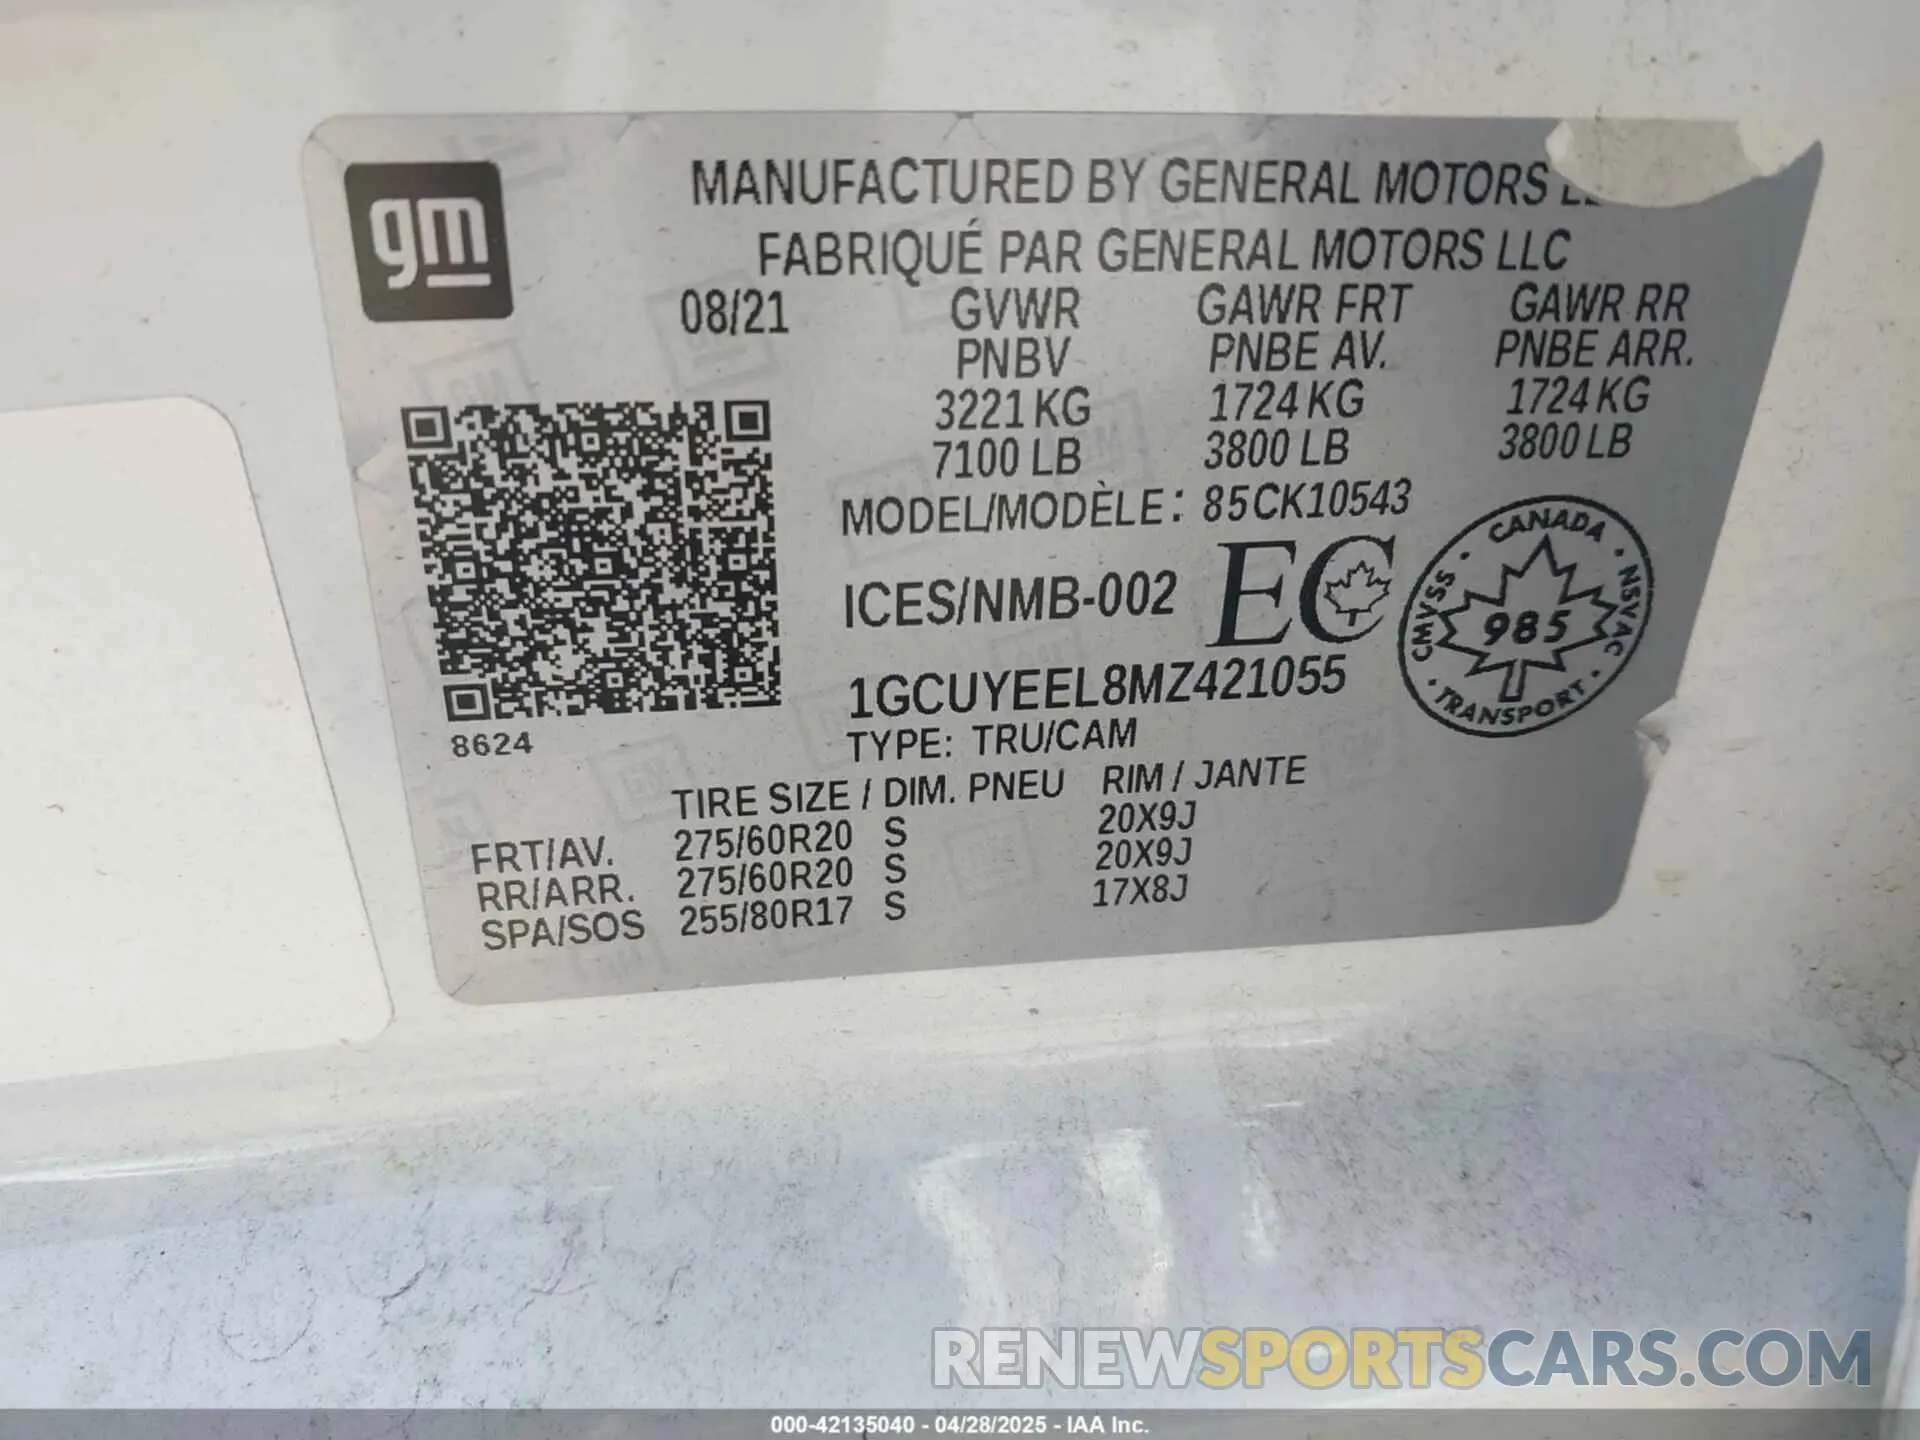 gm
MANUFACTURED BY GENERAL MOTORS
FABRIQUÉ PAR GENERAL MOTORS LLC
08/21 GVWR GAWR FRT GAWR RR
PNBV PNBE AV. PNBE ARR.
3221 KG 1724 KG 1724 KG
7100 LB 3800 LB 3800 LB
MODEL/MODÈLE: 85CK10543
ICES/NMB-002 EC
CANADA
CMVSS 985 NSVAC
TRANSPORT
1GCUYEEL8MZ421055
8624
TYPE: TRU/CAM
TIRE SIZE / DIM. PNEU RIM / JANTE
FRT/AV. 275/60R20 S 20X9J
RR/ARR. 275/60R20 S 20X9J
SPA/SOS 255/80R17 S 17X8J
RENEWSPORTSCARS.COM
000-42135040 - 04/28/2025 - IAA Inc.